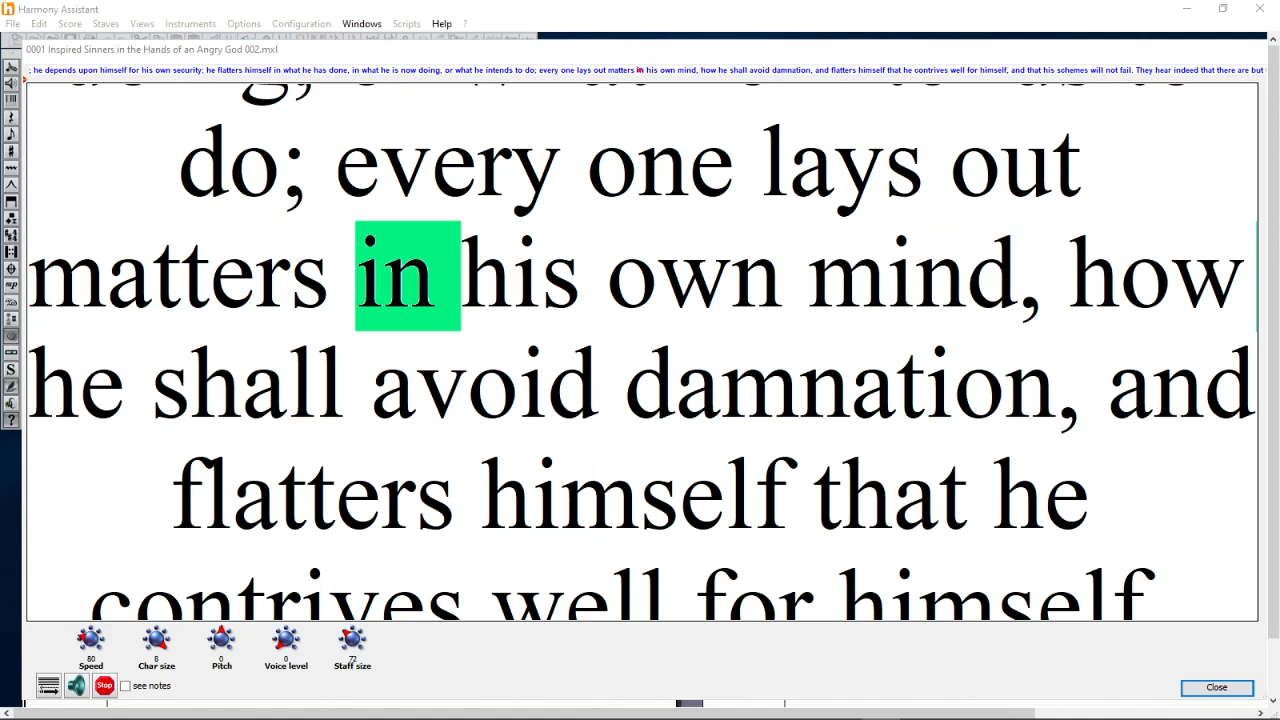 Harmony Assistant
File Edit Score Staves Views Instruments Options Configuration Windows Scripts Help ?
0001 Inspired Sinners in the Hands of an Angry God 002.mxl
; he depends upon himself for his own security; he flatters himself in what he has done, in what he is now doing, or what he intends to do; every one lays out matters in his own mind, how he shall avoid damnation, and flatters himself that he contrives well for himself, and that his schemes will not fail. They hear indeed that there are but
do; every one lays out
matters in his own mind, how
he shall avoid damnation, and
flatters himself that he
contrives well for himself
80 6 0 0 72
Speed Char size Pitch Voice level Staff size
Stop see notes Close